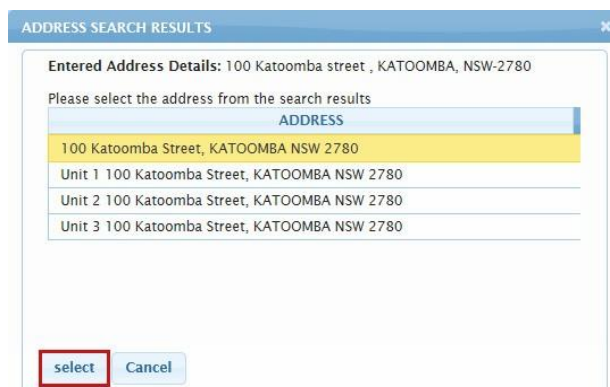 ADDRESS SEARCH RESULTS
Entered Address Details: 100 Katoomba street , KATOOMBA, NSW-2780
Please select the address from the search results
ADDRESS
100 Katoomba Street, KATOOMBA NSW 2780
Unit 1 100 Katoomba Street, KATOOMBA NSW 2780
Unit 2 100 Katoomba Street, KATOOMBA NSW 2780
Unit 3 100 Katoomba Street, KATOOMBA NSW 2780
select Cancel